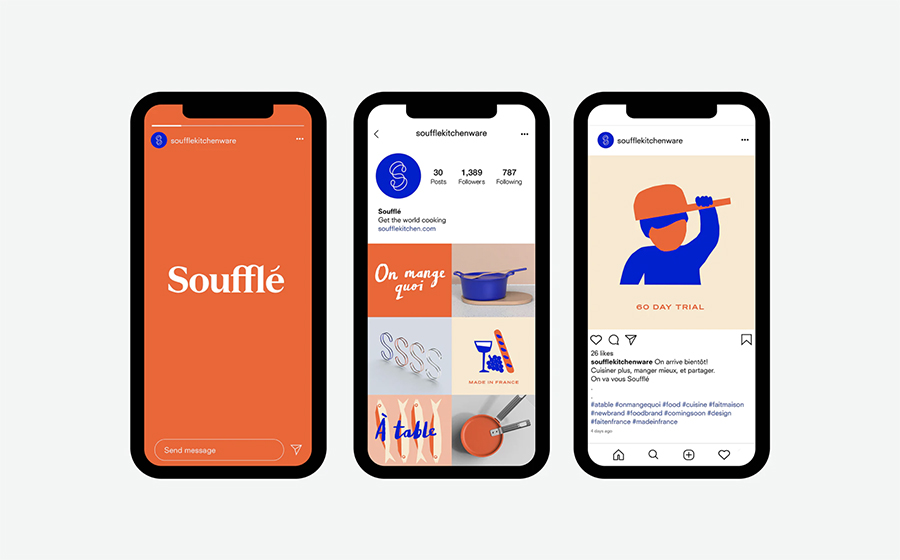 soufflekitchenware
Soufflé
Send message
soufflekitchenware
S
30
1,389
787
Posts
Followers
Following
Soufflé
Get the world cooking
soufflekitchen.com
On mange
quoi
SSSS
MADE IN FRANCE
À table
soufflekitchenware
60 DAY TRIAL
26 likes
soufflekitchenware On arrive bientôt!
Cuisiner plus, manger mieux, et partager.
On va vous Soufflé
.
.
#atable #onmangequoi #food #cuisine #faitmaison
#newbrand #foodbrand #comingsoon #design
#faitenfrance #madeinfrance
4 days ago